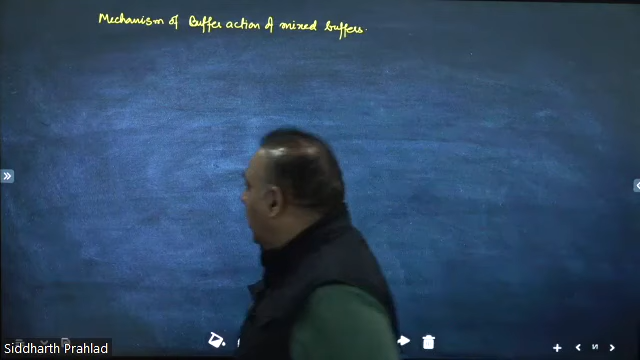 Mechanism of Buffer action of mixed buffers.
Siddharth Prahlad